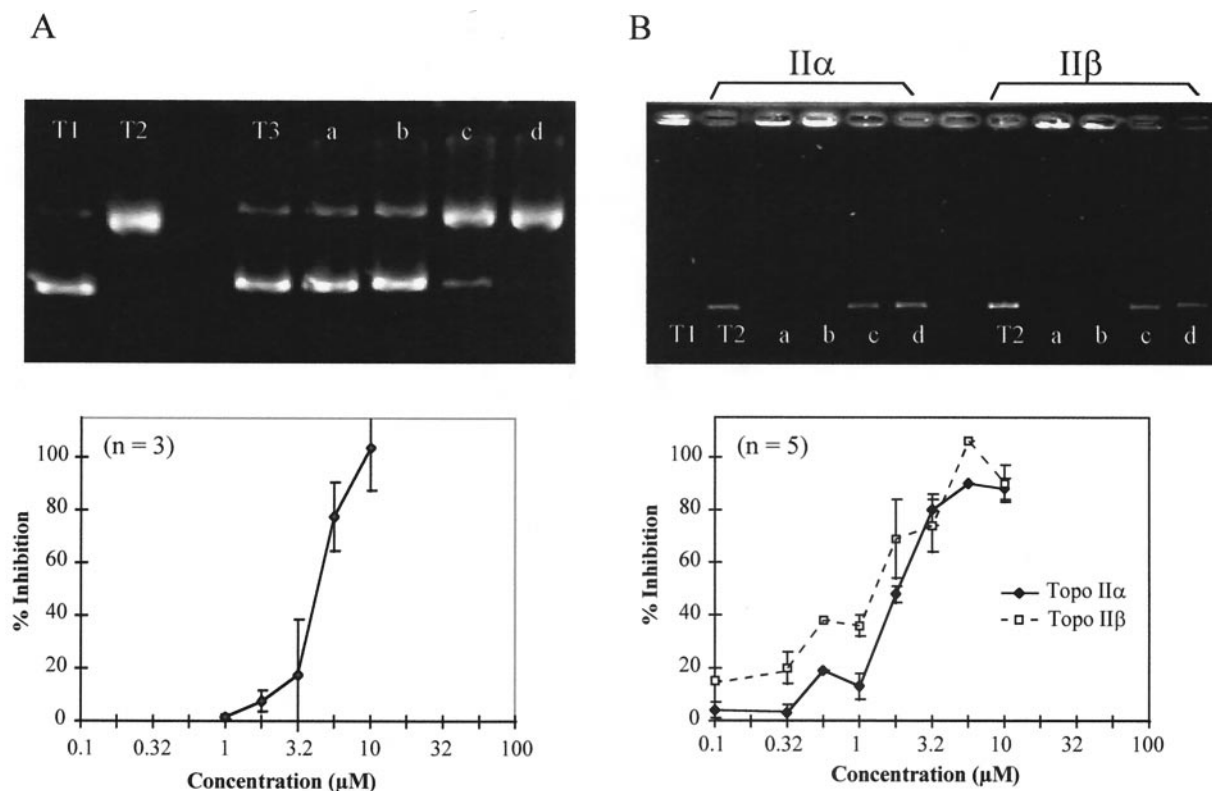 A
T1 T2 T3 a b c d
(n = 3)
% Inhibition
100
80
60
40
20
0
0.1 0.32 1 3.2 10 32 100
Concentration (µM)
B
IIα IIβ
T1 T2 a b c d T2 a b c d
(n = 5)
% Inhibition
100
80
60
40
20
0
Topo IIα
Topo IIβ
0.1 0.32 1 3.2 10 32 100
Concentration (µM)